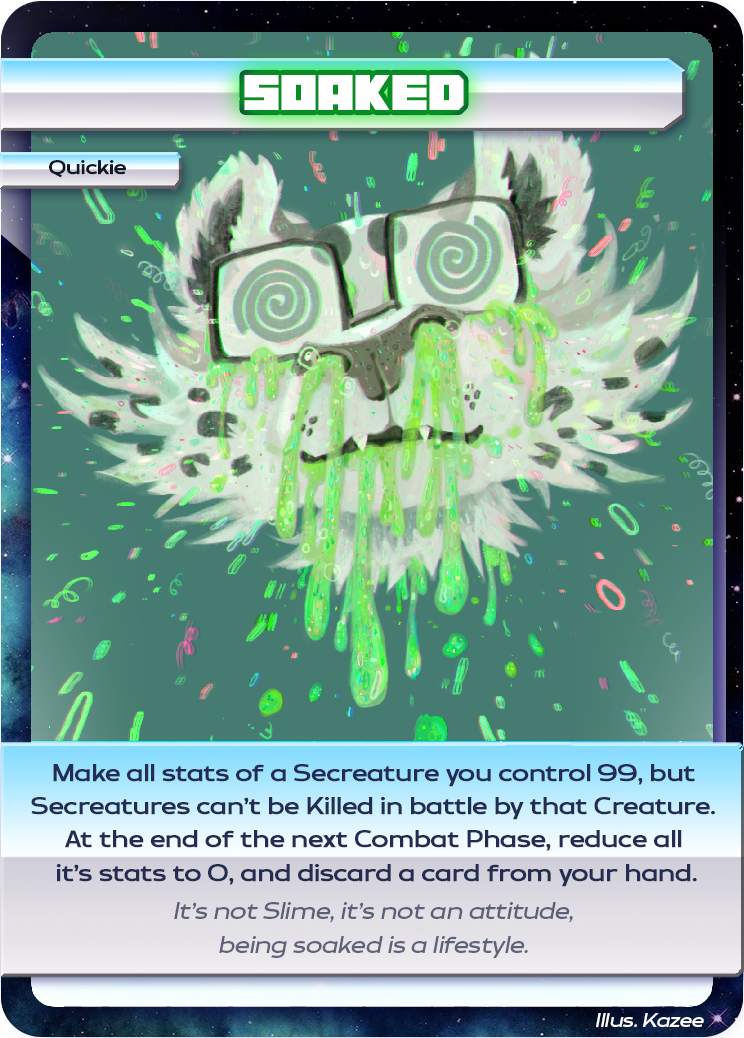 SOAKED
Quickie
Make all stats of a Secreature you control 99, but
Secreatures can't be Killed in battle by that Creature.
At the end of the next Combat Phase, reduce all
it's stats to 0, and discard a card from your hand.
It's not Slime, it's not an attitude,
being soaked is a lifestyle.
Illus. Kazee